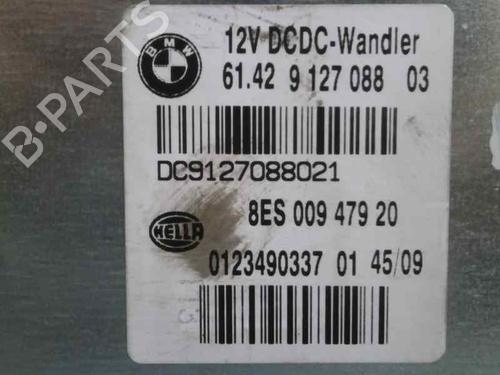 BMW
12V DCDC-Wandler
61.42 9 127 088 03
DC9127088021
HELLA
8ES 009 479 20
0123490337 01 45/09
B-PARTS